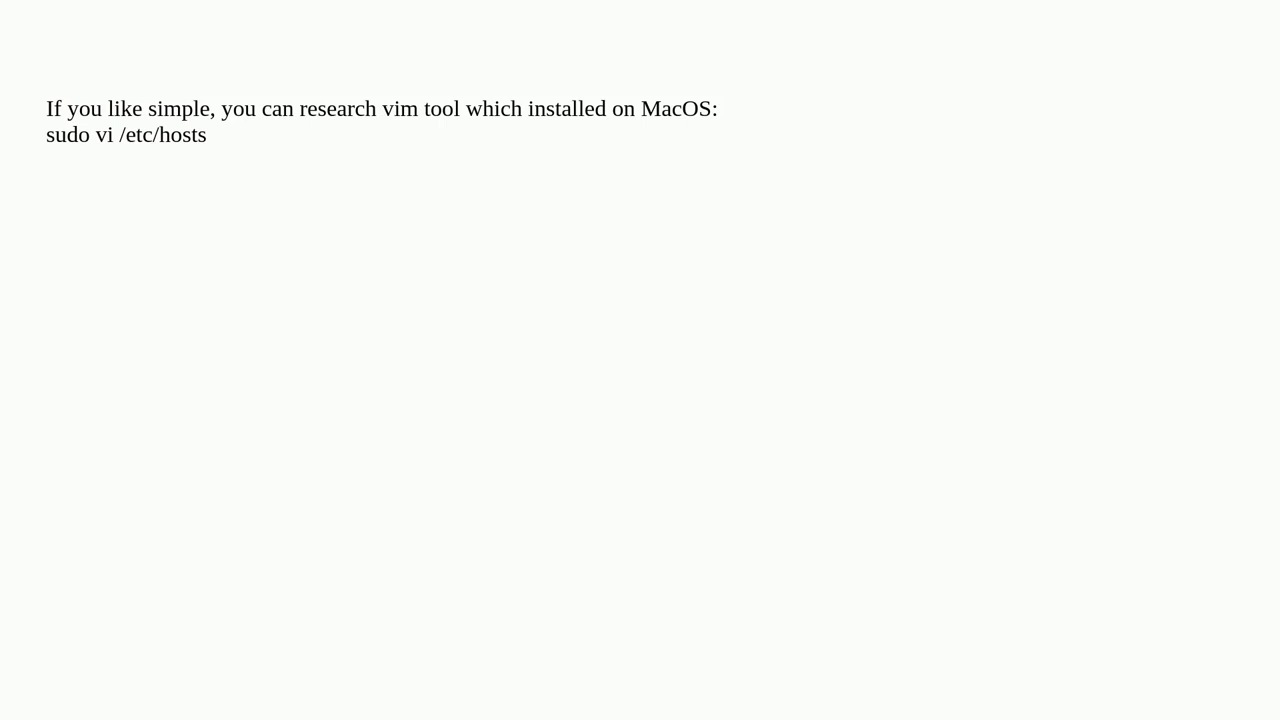 If you like simple, you can research vim tool which installed on MacOS:
sudo vi /etc/hosts